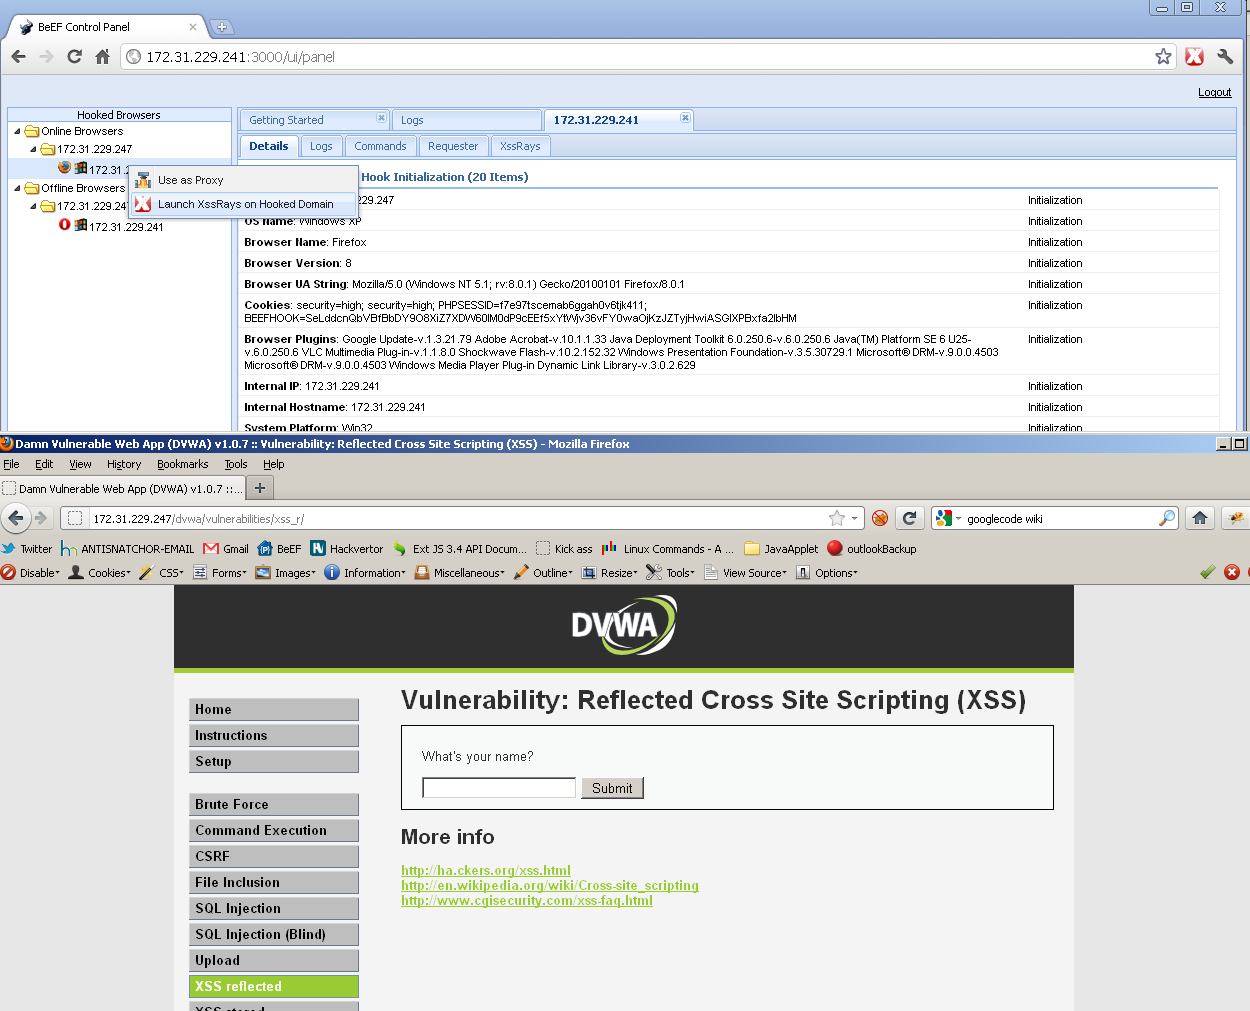 BeEF Control Panel
172.31.229.241:3000/ui/panel
Logout
Hooked Browsers
Online Browsers
172.31.229.247
172.31.2
Offline Browsers
172.31.229.24
172.31.229.241
Use as Proxy
Launch XssRays on Hooked Domain
Getting Started
Logs
172.31.229.241
Details
Logs
Commands
Requester
XssRays
Hook Initialization (20 Items)
.229.247 Initialization
OS Name: Windows XP Initialization
Browser Name: Firefox Initialization
Browser Version: 8 Initialization
Browser UA String: Mozilla/5.0 (Windows NT 5.1; rv:8.0.1) Gecko/20100101 Firefox/8.0.1 Initialization
Cookies: security=high; security=high; PHPSESSID=f7e97tscemab6ggah0v6tjk411; Initialization
Browser Plugins: Google Update-v.1.3.21.79 Adobe Acrobat-v.10.1.1.33 Java Deployment Toolkit 6.0.250.6-v.6.0.250.6 Java(TM) Platform SE 6 U25- Initialization
v.6.0.250.6 VLC Multimedia Plug-in-v.1.1.8.0 Shockwave Flash-v.10.2.152.32 Windows Presentation Foundation-v.3.5.30729.1 Microsoft® DRM-v.9.0.0.4503
Microsoft® DRM-v.9.0.0.4503 Windows Media Player Plug-in Dynamic Link Library-v.3.0.2.629
Internal IP: 172.31.229.241 Initialization
Internal Hostname: 172.31.229.241 Initialization
System Platform: Win32 Initialization
Damn Vulnerable Web App (DVWA) v1.0.7 :: Vulnerability: Reflected Cross Site Scripting (XSS) - Mozilla Firefox
File Edit View History Bookmarks Tools Help
Damn Vulnerable Web App (DVWA) v1.0.7 ::...
172.31.229.247/dvwa/vulnerabilities/xss_r/
googlecode wiki
Twitter ANTISNATCHOR-EMAIL Gmail BeEF Hackvertor Ext JS 3.4 API Docum... Kick ass Linux Commands - A ... JavaApplet outlookBackup
Disable Cookies CSS Forms Images Information Miscellaneous Outline Resize Tools View Source Options
DVWA
Home
Instructions
Setup
Brute Force
Command Execution
CSRF
File Inclusion
SQL Injection
SQL Injection (Blind)
Upload
XSS reflected
XSS stored
Vulnerability: Reflected Cross Site Scripting (XSS)
What's your name?
Submit
More info
http://ha.ckers.org/xss.html
http://en.wikipedia.org/wiki/Cross-site_scripting
http://www.cgisecurity.com/xss-faq.html